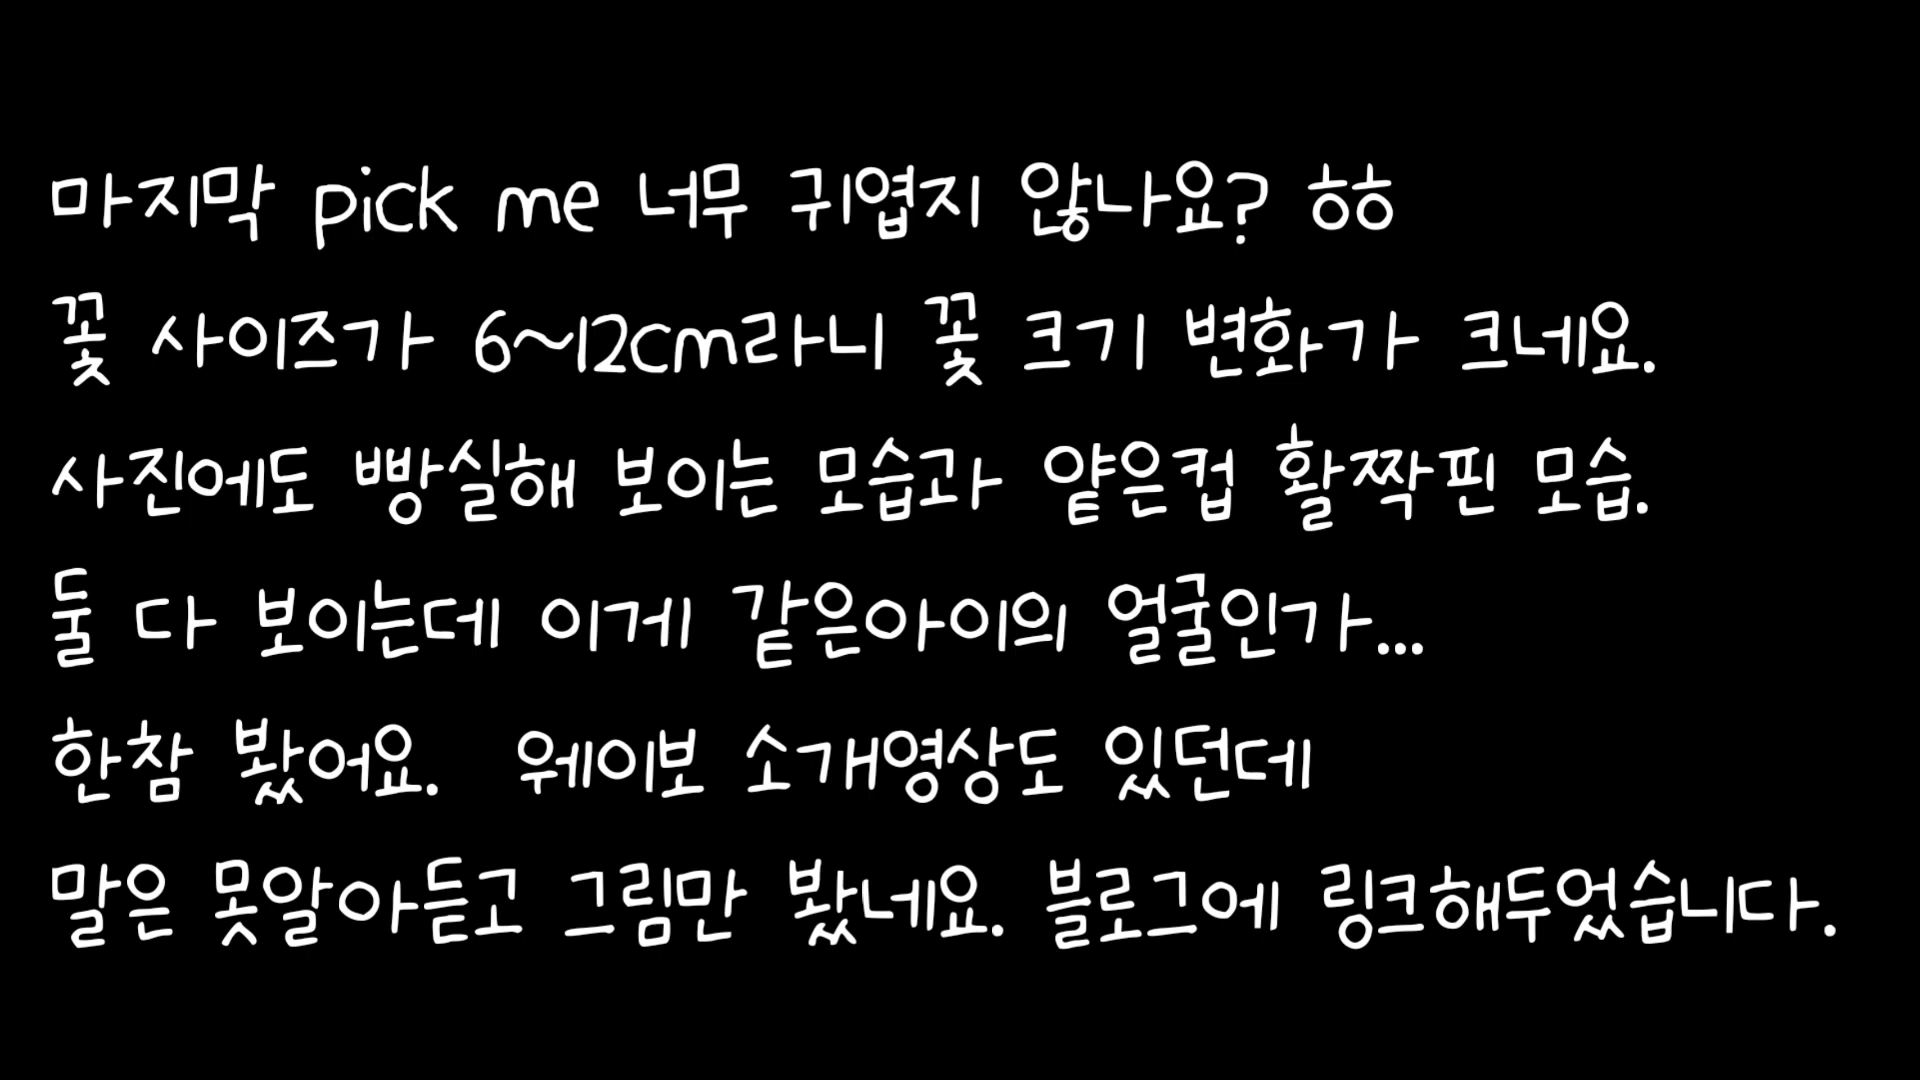 마지막 pick me 너무 귀엽지 않나요? ㅎㅎ
꽃 사이즈가 6~12cm라니 꽃 크기 변화가 크네요.
사진에도 빵실해 보이는 모습과 얕은컵 활짝핀 모습.
둘 다 보이는데 이게 같은아이의 얼굴인가...
한참 봤어요. 웨이보 소개영상도 있던데
말은 못알아듣고 그림만 봤네요. 블로그에 링크해두었습니다.